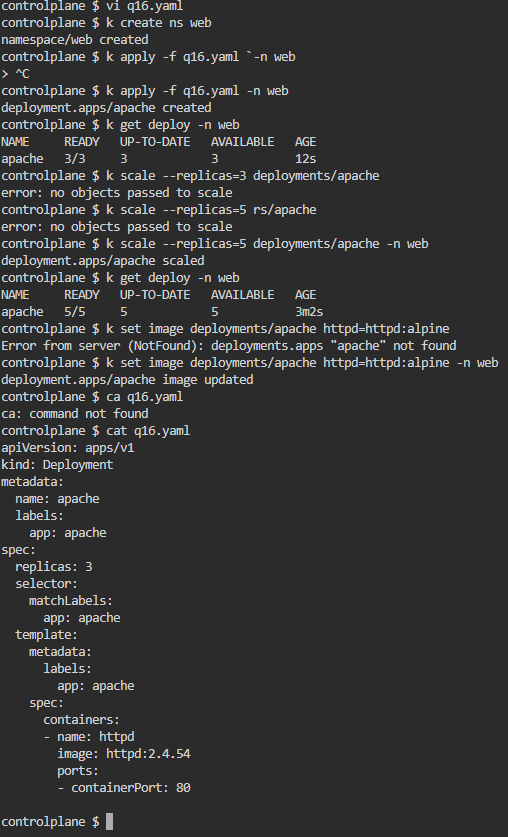 controlplane $ vi q16.yaml
controlplane $ k create ns web
namespace/web created
controlplane $ k apply -f q16.yaml `-n web
> ^C
controlplane $ k apply -f q16.yaml -n web
deployment.apps/apache created
controlplane $ k get deploy -n web
NAME     READY   UP-TO-DATE   AVAILABLE   AGE
apache   3/3     3            3           12s
controlplane $ k scale --replicas=3 deployments/apache
error: no objects passed to scale
controlplane $ k scale --replicas=5 rs/apache
error: no objects passed to scale
controlplane $ k scale --replicas=5 deployments/apache -n web
deployment.apps/apache scaled
controlplane $ k get deploy -n web
NAME     READY   UP-TO-DATE   AVAILABLE   AGE
apache   5/5     5            5           3m2s
controlplane $ k set image deployments/apache httpd=httpd:alpine
Error from server (NotFound): deployments.apps "apache" not found
controlplane $ k set image deployments/apache httpd=httpd:alpine -n web
deployment.apps/apache image updated
controlplane $ ca q16.yaml
ca: command not found
controlplane $ cat q16.yaml
apiVersion: apps/v1
kind: Deployment
metadata:
  name: apache
  labels:
    app: apache
spec:
  replicas: 3
  selector:
    matchLabels:
      app: apache
  template:
    metadata:
      labels:
        app: apache
    spec:
      containers:
      - name: httpd
        image: httpd:2.4.54
        ports:
        - containerPort: 80
controlplane $